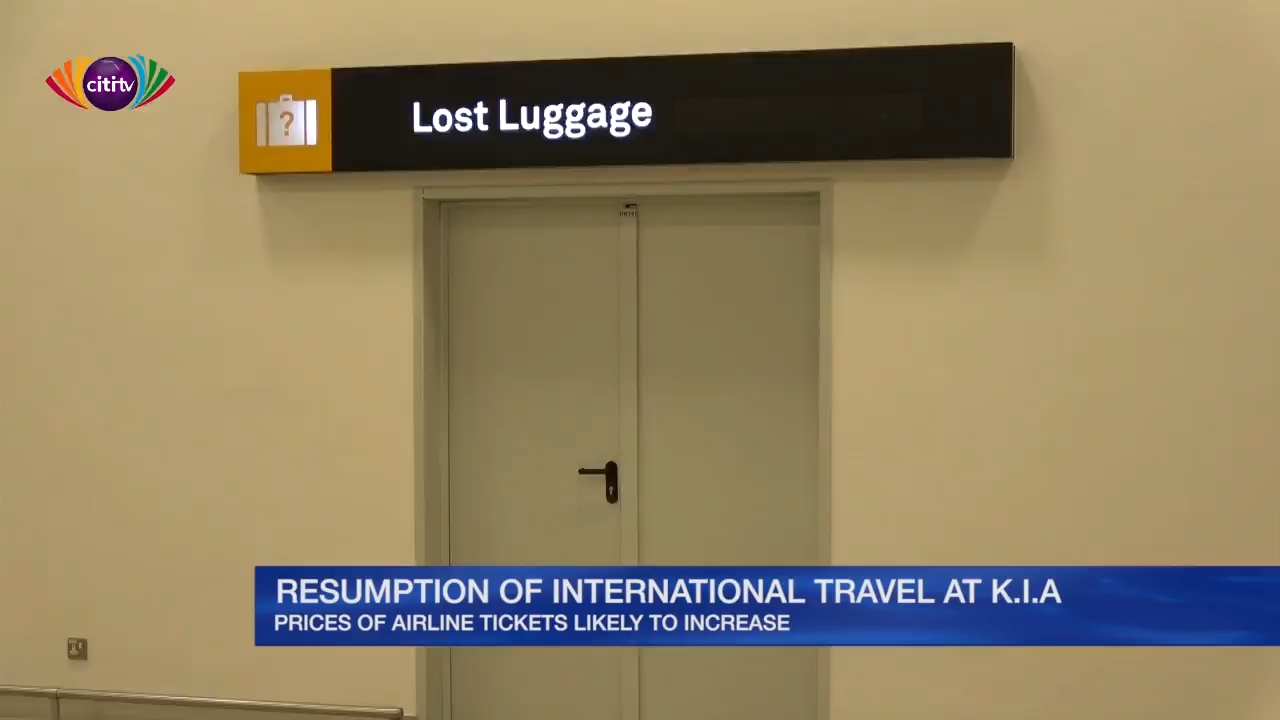 citi tv
Lost Luggage
?
RESUMPTION OF INTERNATIONAL TRAVEL AT K.I.A
PRICES OF AIRLINE TICKETS LIKELY TO INCREASE